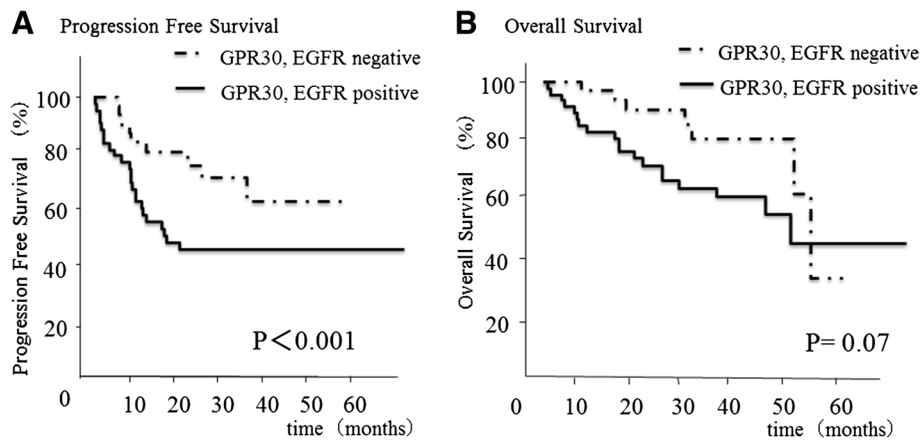 A Progression Free Survival
GPR30, EGFR negative
GPR30, EGFR positive
Progression Free Survival (%)
100
80
60
40
20
0
10 20 30 40 50 60
time (months)
P<0.001
B Overall Survival
GPR30, EGFR negative
GPR30, EGFR positive
Overall Survival (%)
100
80
60
40
20
0 10 20 30 40 50 60
time (months)
P= 0.07